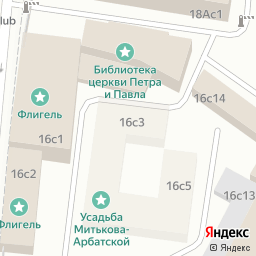 lub
18Ас1
Библиотека
церкви Петра
и Павла
16с14
Флигель
16с1
16с3
16с2
16с5
16с13
Флигель
Усадьба
Митькова-
Арбатской
Яндекс